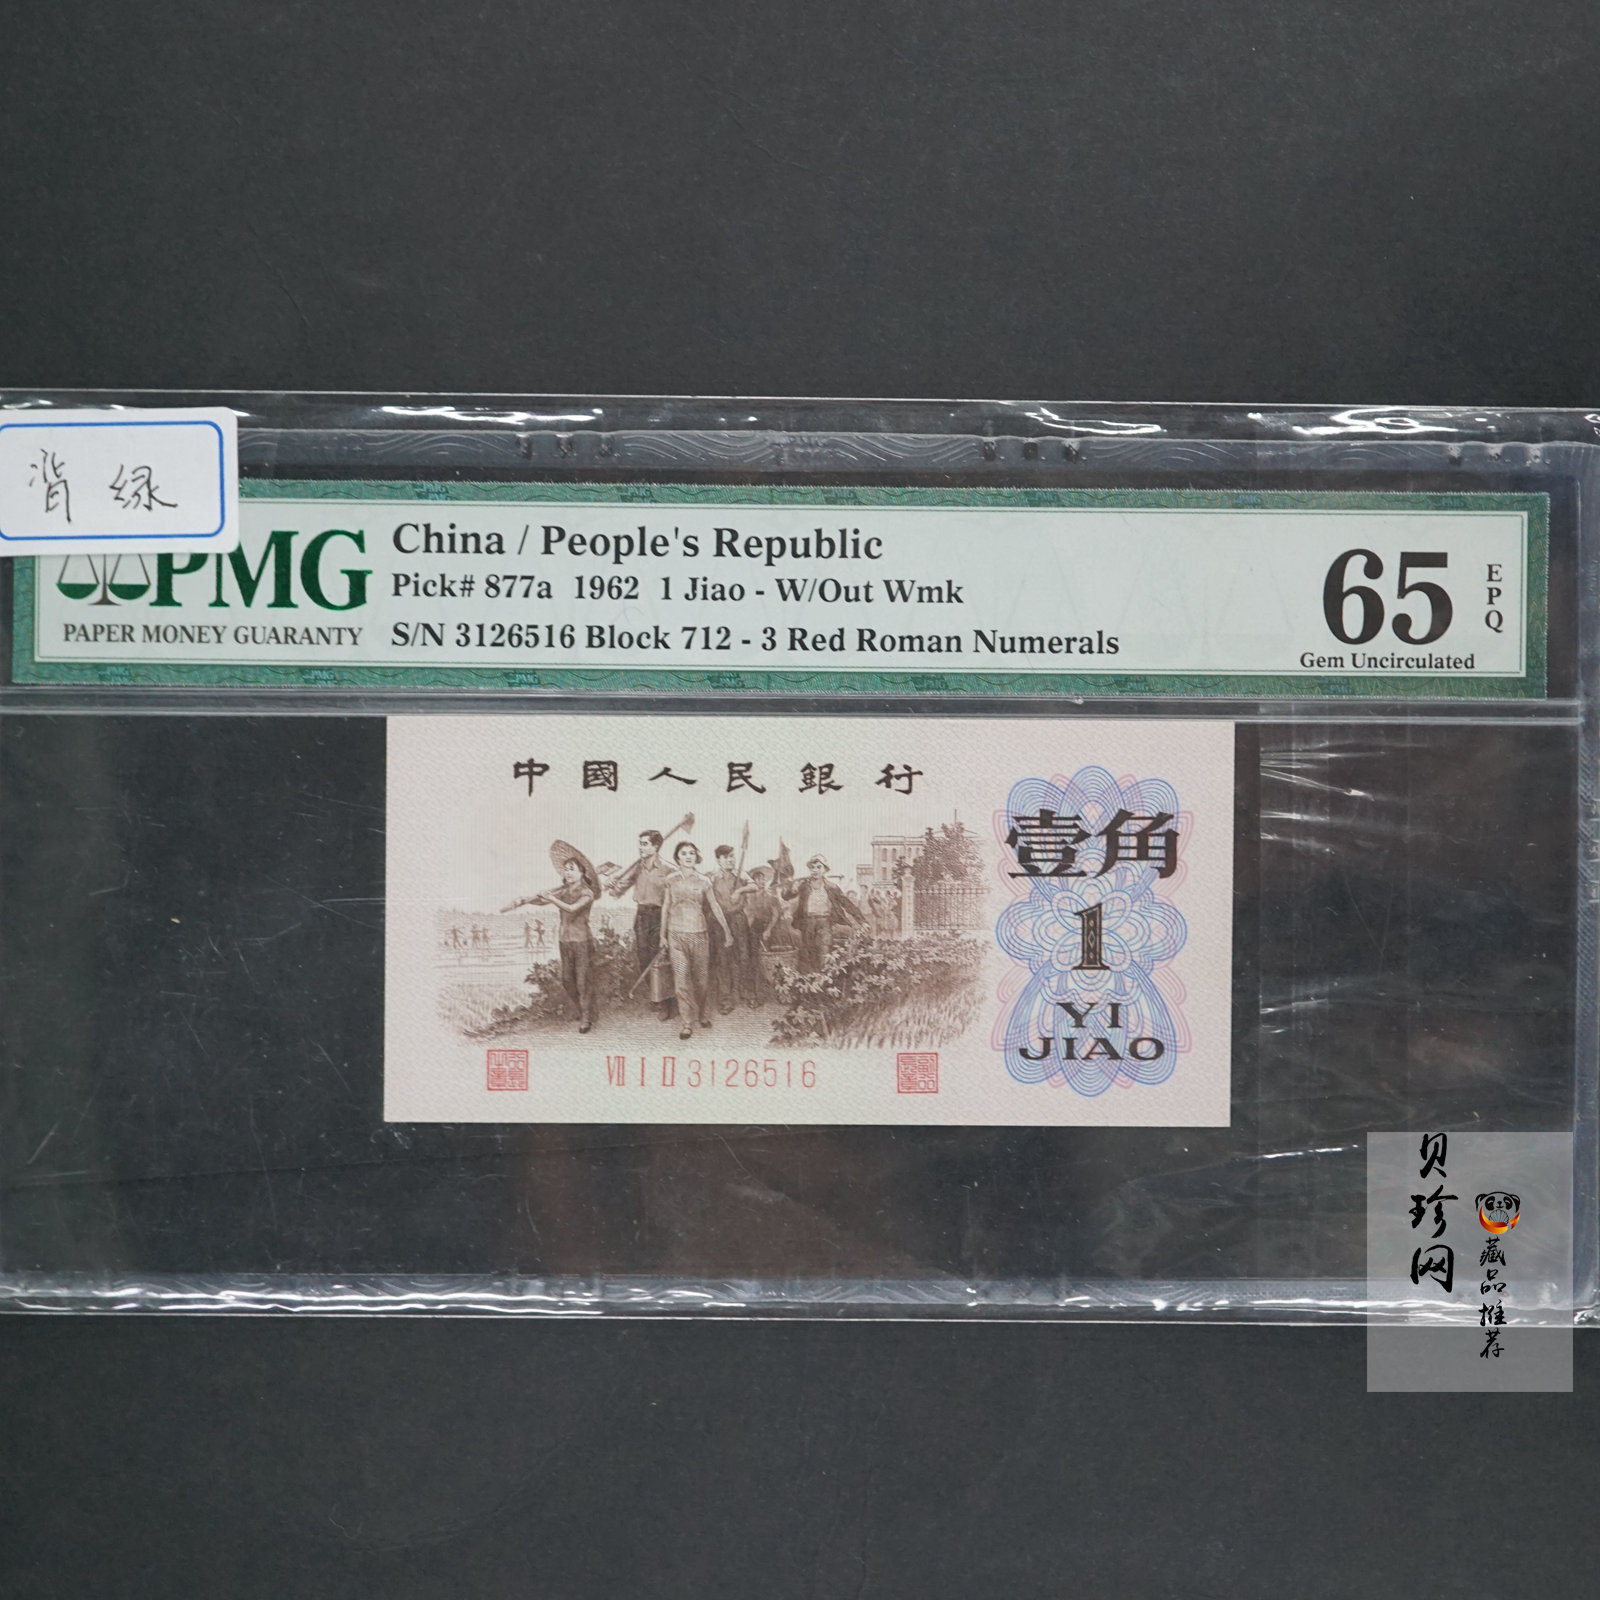 背 绿
PMG
PAPER MONEY GUARANTY
China / People's Republic
Pick# 877a 1962 1 Jiao - W/Out Wmk
S/N 3126516 Block 712 - 3 Red Roman Numerals
65
EPQ
Gem Uncirculated
中國人民銀行
壹角
1
YI
JIAO
Ⅶ Ⅰ Ⅱ 3126516
贝珍网
藏品推荐